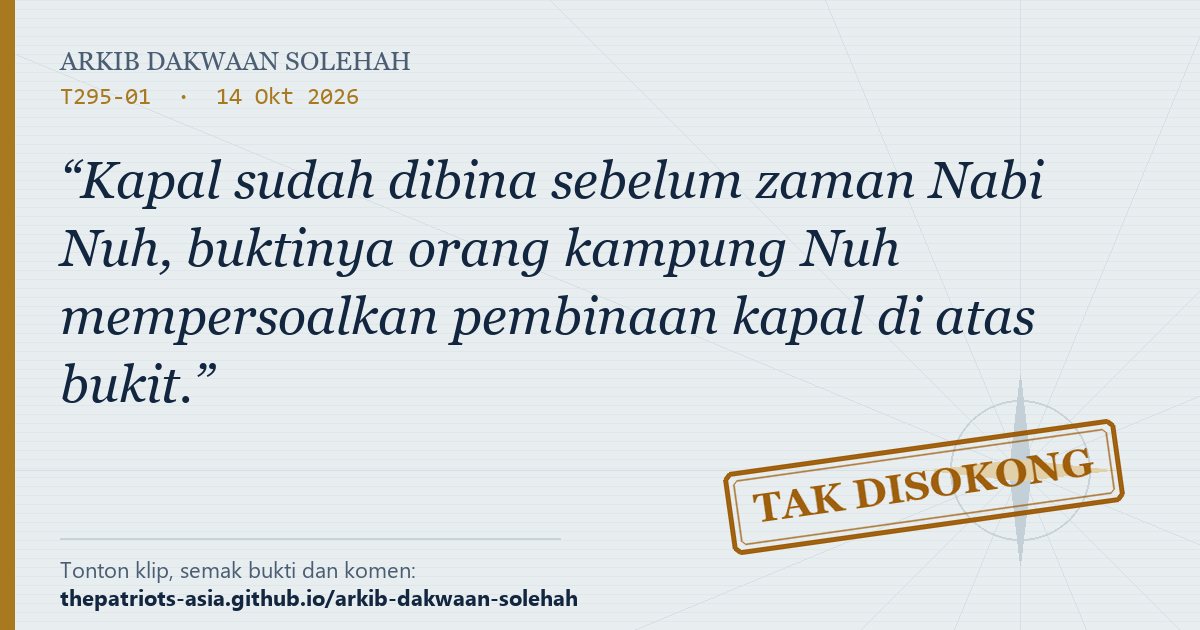 ARKIB DAKWAAN SOLEHAH
T295-01 · 14 Okt 2026
“Kapal sudah dibina sebelum zaman Nabi
Nuh, buktinya orang kampung Nuh
mempersoalkan pembinaan kapal di atas
bukit.”
TAK DISOKONG
Tonton klip, semak bukti dan komen:
thepatriots-asia.github.io/arkib-dakwaan-solehah